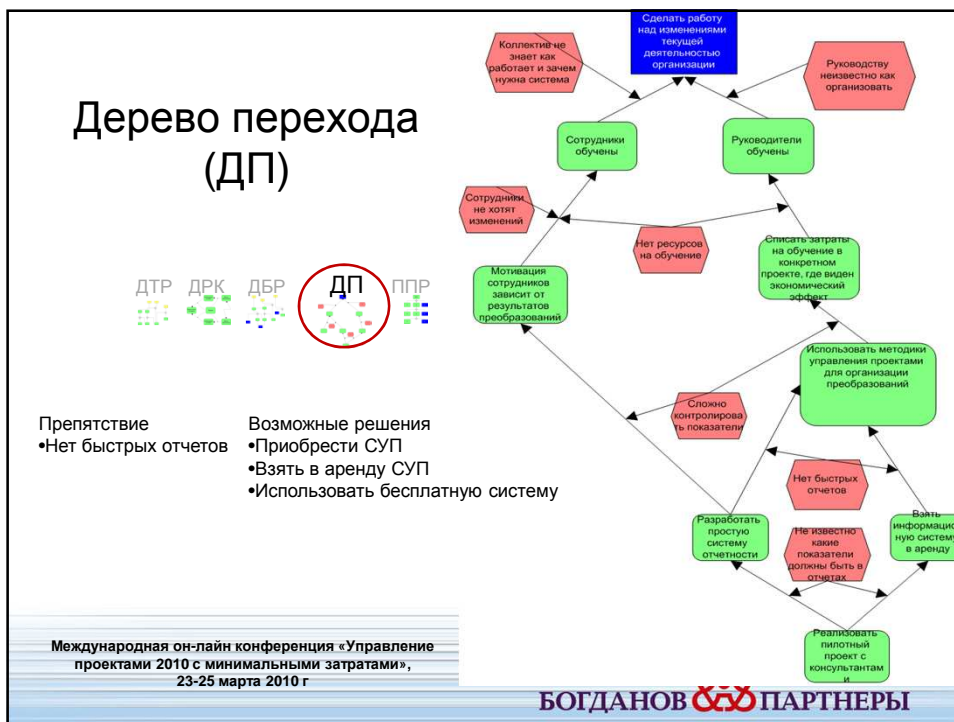 Дерево перехода
(ДП)
ДТР
ДРК
ДБР
ДП
ППР
Препятствие
•Нет быстрых отчетов
Возможные решения
•Приобрести СУП
•Взять в аренду СУП
•Использовать бесплатную систему
Сделать работу
над изменениями
текущей
деятельностью
организации
Коллектив не
знает как
работает и зачем
нужна система
Руководству
неизвестно как
организовать
Сотрудники
обучены
Руководители
обучены
Сотрудники
не хотят
изменений
Нет ресурсов
на обучение
Мотивация
сотрудников
зависит от
результатов
преобразований
Списать затраты
на обучение в
конкретном
проекте, где виден
экономический
эффект
Использовать методики
управления проектами
для организации
преобразований
Сложно
контролирова
ть показатели
Нет быстрых
отчетов
Разработать
простую
систему
отчетности
Не известно
какие
показатели
должны быть в
отчетах
Взять
информацион
ную систему
в аренду
Реализовать
пилотный
проект с
консультантам
и
Международная он-лайн конференция «Управление
проектами 2010 с минимальными затратами»,
23-25 марта 2010 г
БОГДАНОВ ПАРТНЕРЫ